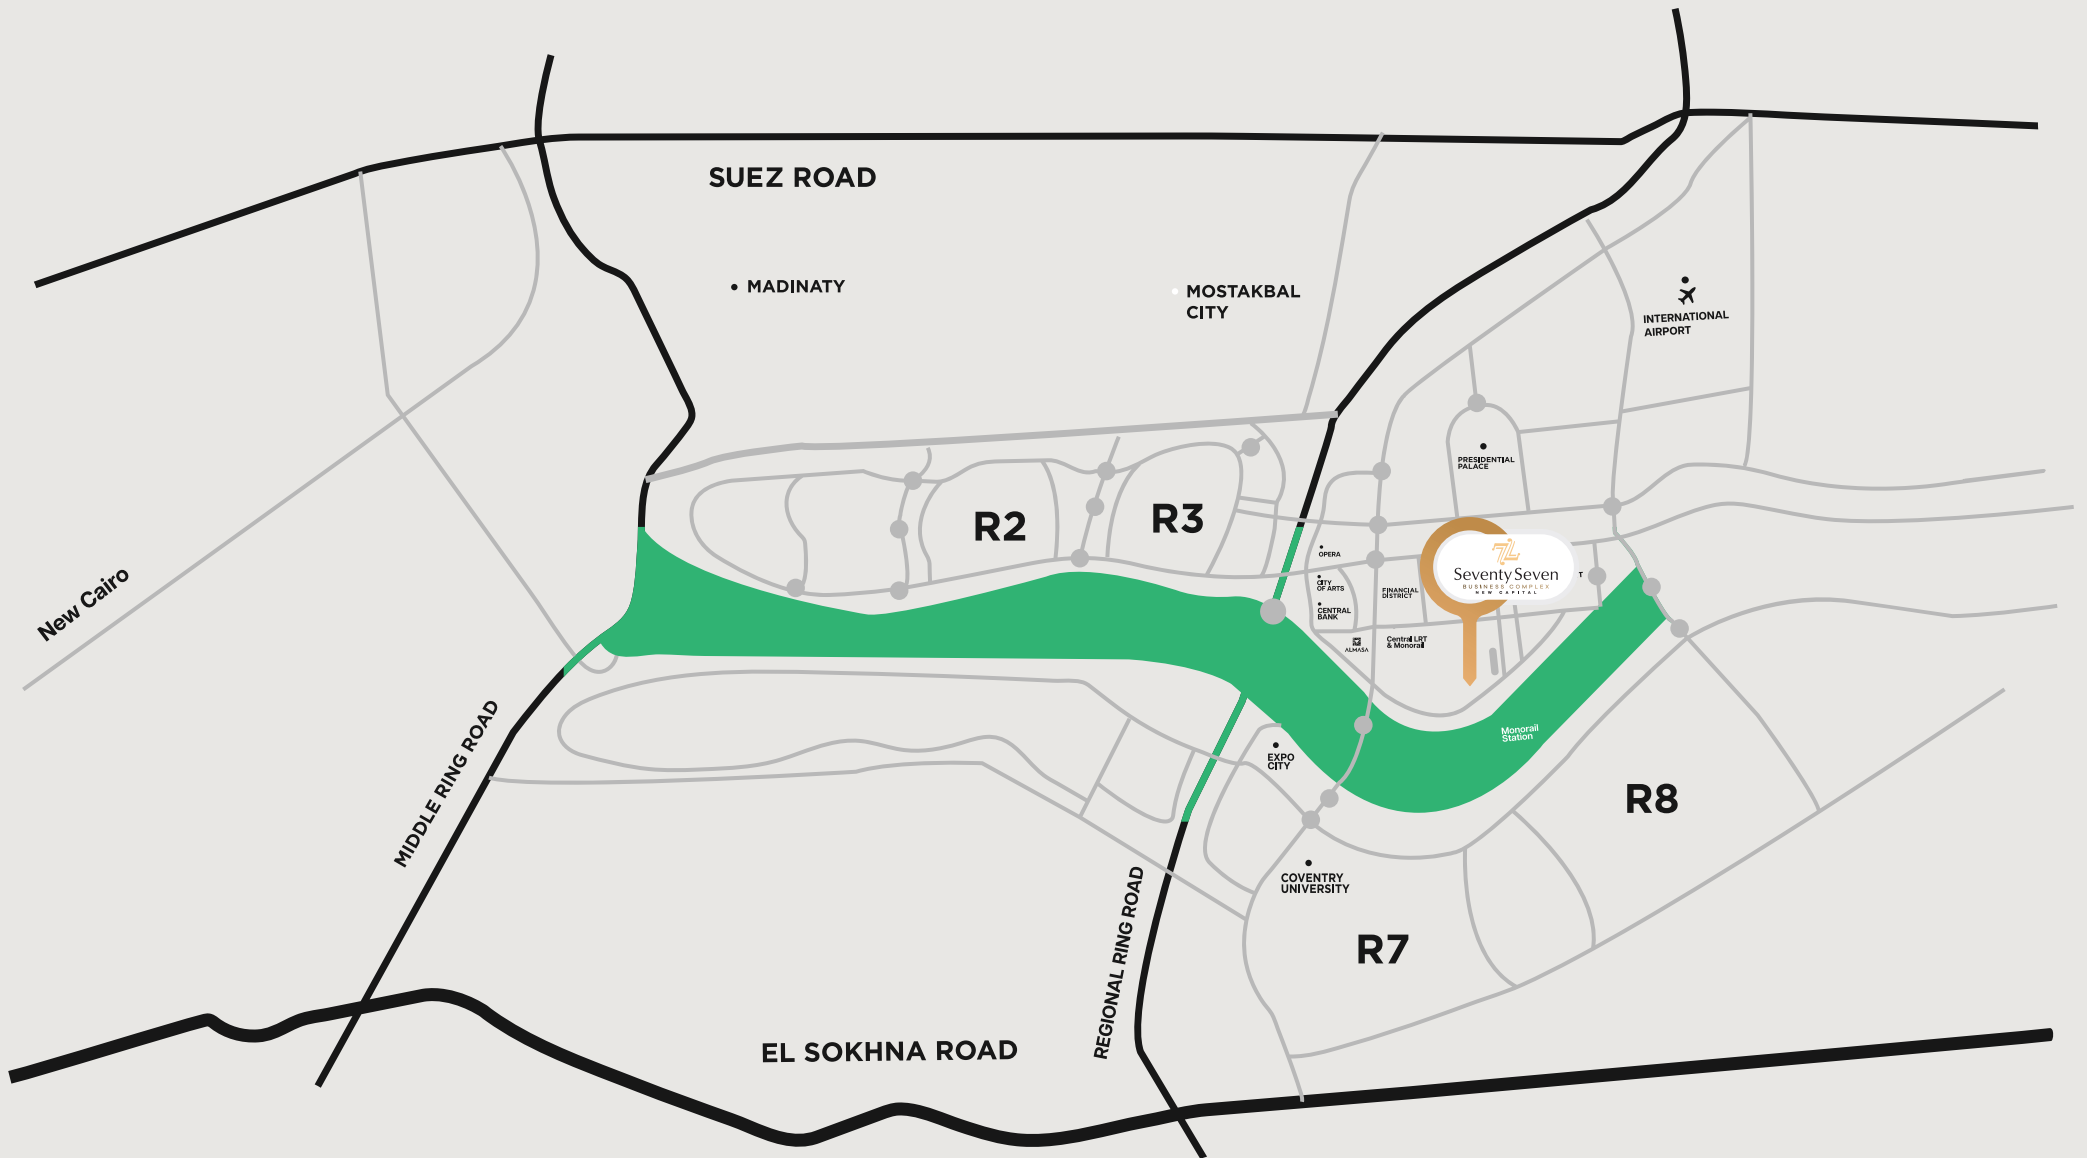 SUEZ ROAD
MADINATY
MOSTAKBAL
CITY
INTERNATIONAL
AIRPORT
PRESIDENTIAL
PALACE
R2
R3
OPERA
CITY
OF ARTS
CENTRAL
BANK
FINANCIAL
DISTRICT
Seventy Seven
BUSINESS COMPLEX
NEW CAPITAL
T
ALMASA
Central LRT
& Monorail
New Cairo
MIDDLE RING ROAD
Monorail
Station
EXPO
CITY
R8
COVENTRY
UNIVERSITY
R7
REGIONAL RING ROAD
EL SOKHNA ROAD